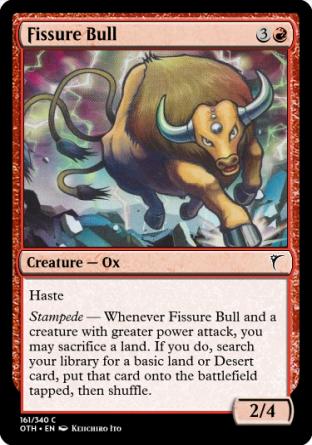 Fissure Bull 3
Creature — Ox
Haste
Stampede — Whenever Fissure Bull and a
creature with greater power attack, you
may sacrifice a land. If you do, search
your library for a basic land or Desert
card, put that card onto the battlefield
tapped, then shuffle.
161/340 C
OTH • EN Keiichiro Ito
2/4